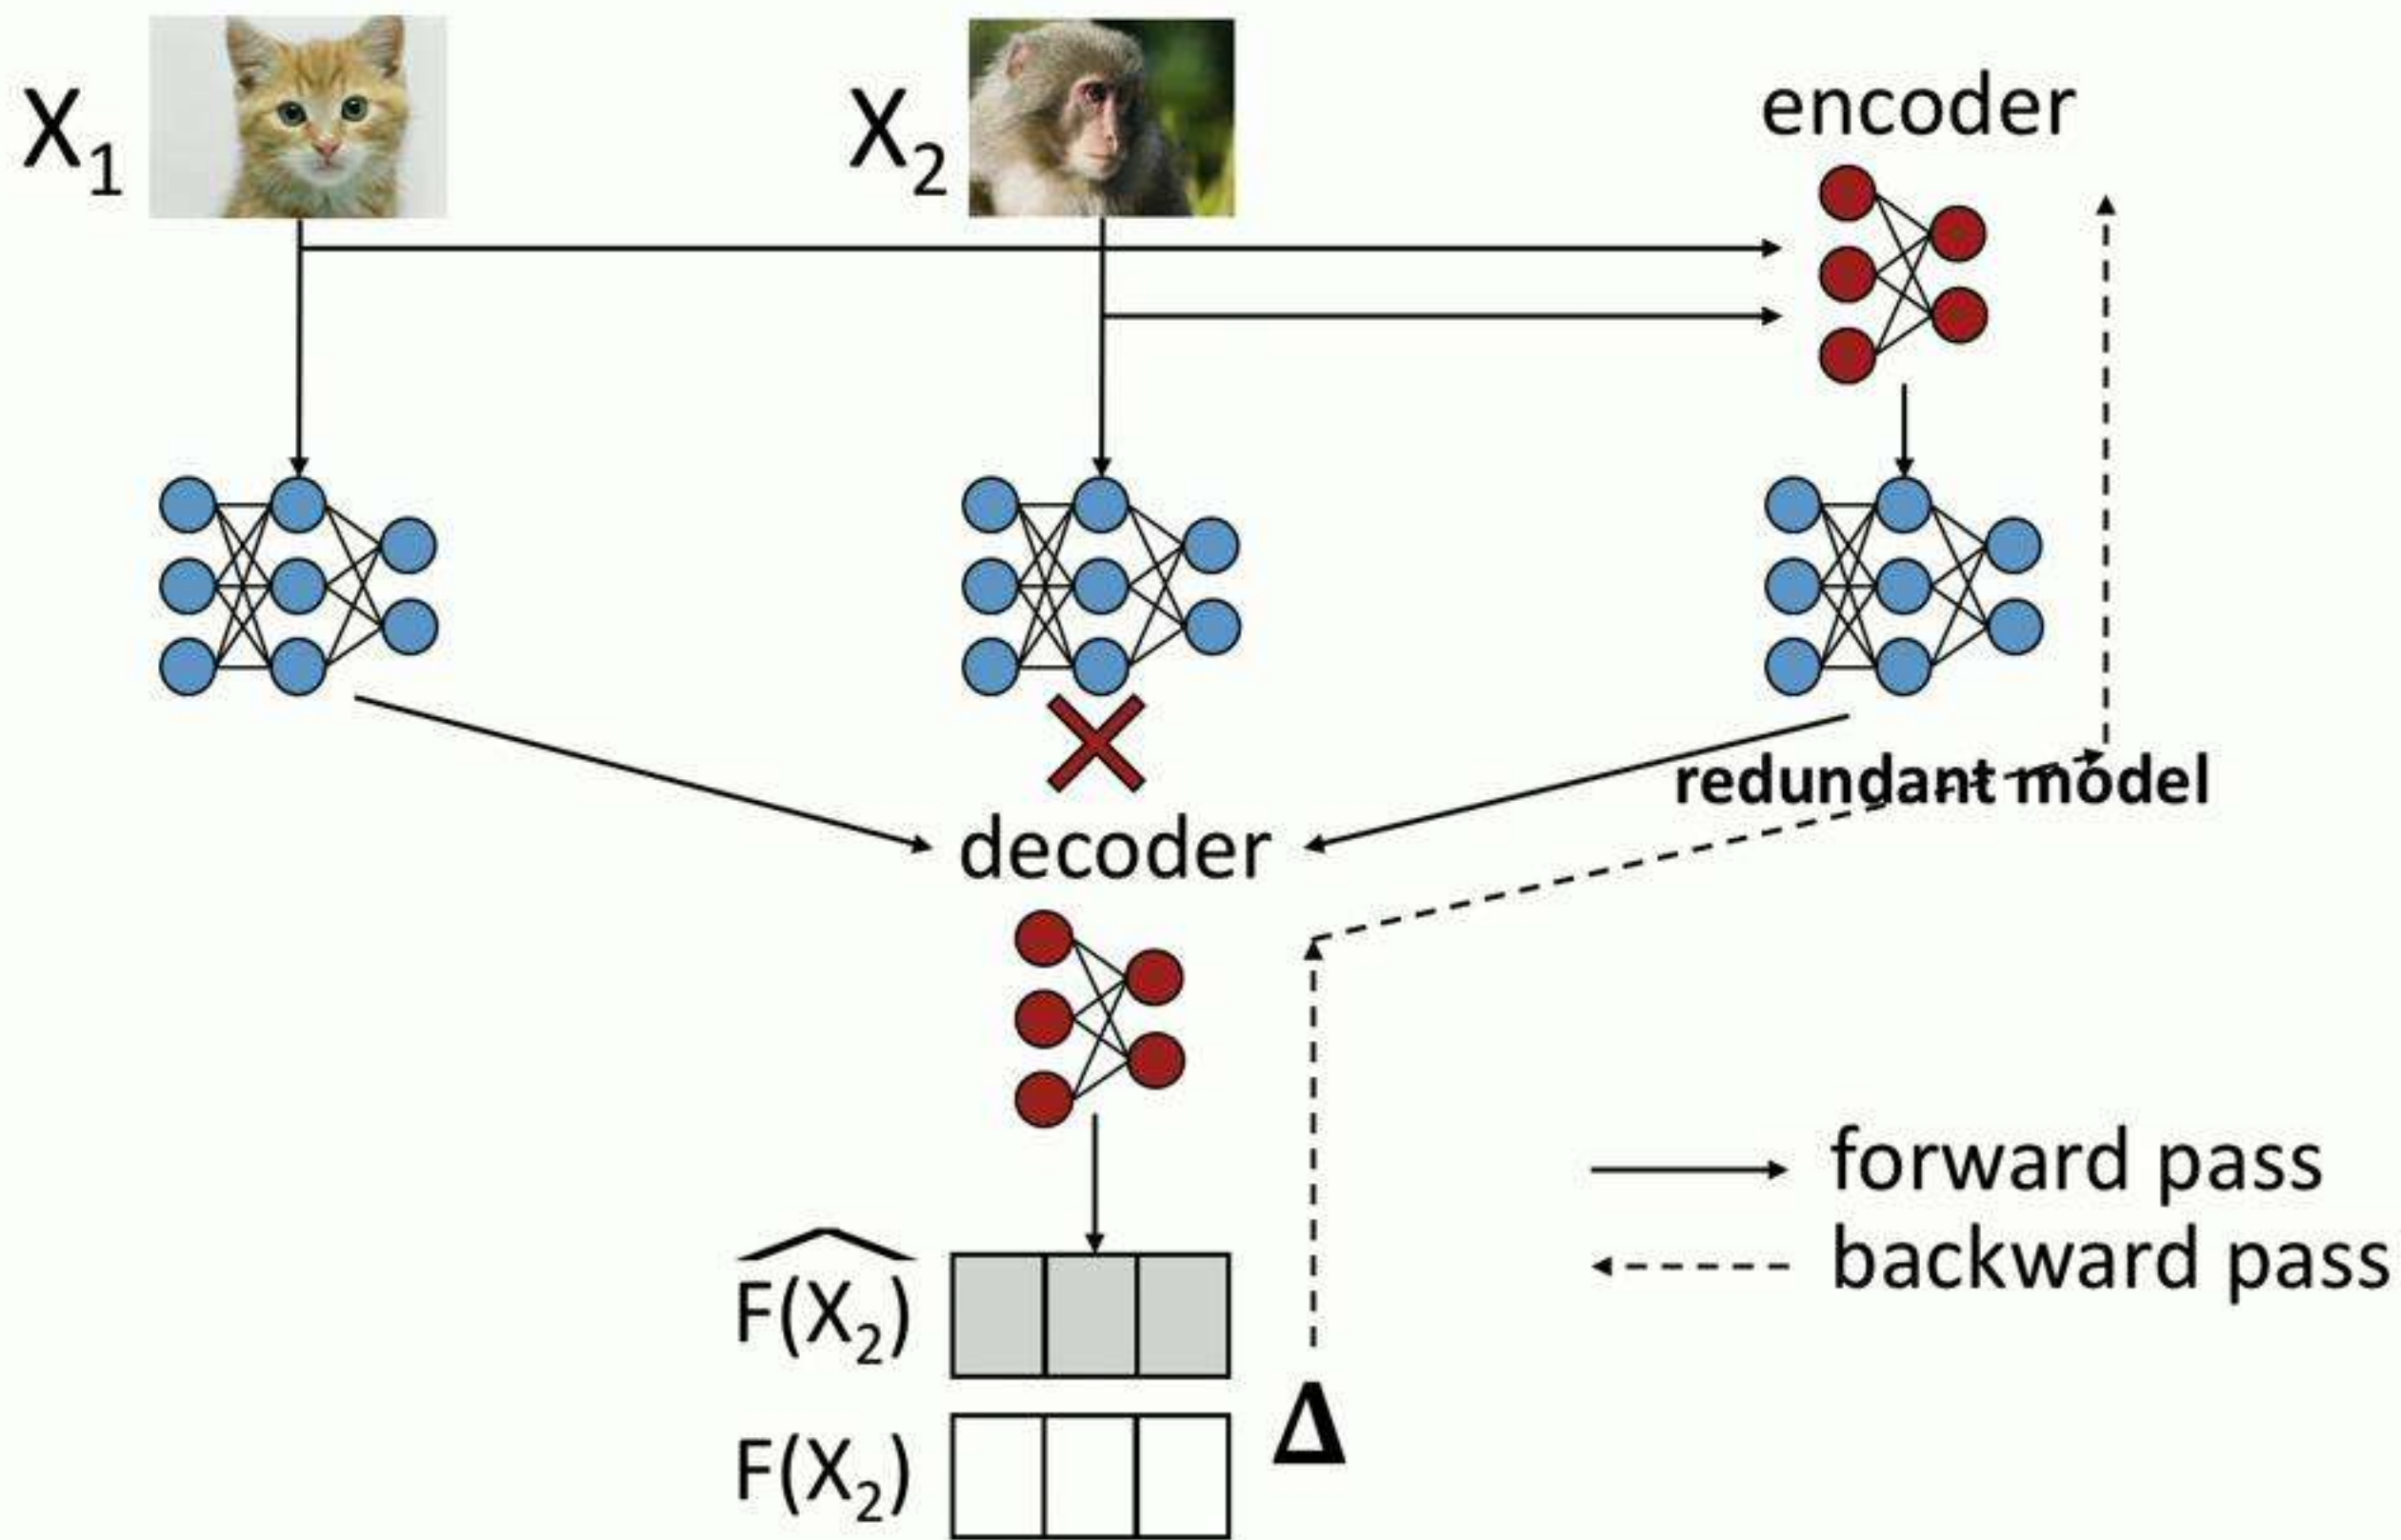 X₁
X₂
encoder
redundant model
decoder
F(X₂)
F(X₂)
Δ
forward pass
backward pass